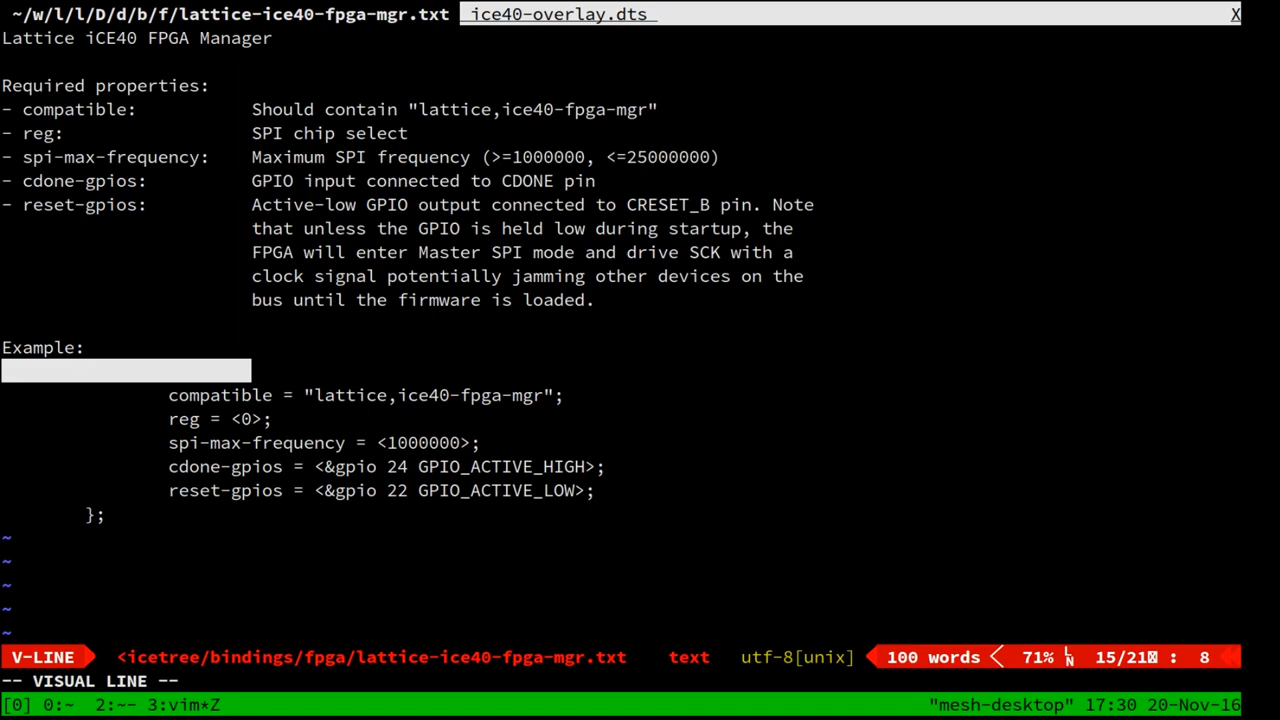 ~/w/l/l/D/d/b/f/lattice-ice40-fpga-mgr.txt  ice40-overlay.dts  X
Lattice iCE40 FPGA Manager
Required properties:
- compatible: Should contain "lattice,ice40-fpga-mgr"
- reg: SPI chip select
- spi-max-frequency: Maximum SPI frequency (>=1000000, <=25000000)
- cdone-gpios: GPIO input connected to CDONE pin
- reset-gpios: Active-low GPIO output connected to CRESET_B pin. Note
that unless the GPIO is held low during startup, the
FPGA will enter Master SPI mode and drive SCK with a
clock signal potentially jamming other devices on the
bus until the firmware is loaded.
Example:
compatible = "lattice,ice40-fpga-mgr";
reg = <0>;
spi-max-frequency = <1000000>;
cdone-gpios = <&gpio 24 GPIO_ACTIVE_HIGH>;
reset-gpios = <&gpio 22 GPIO_ACTIVE_LOW>;
};
~
~
~
~
~
V-LINE <icetree/bindings/fpga/lattice-ice40-fpga-mgr.txt text utf-8[unix] 100 words 71% LN 15/21 : 8
-- VISUAL LINE --
[0] 0:~  2:~- 3:vim*Z "mesh-desktop" 17:30 20-Nov-16